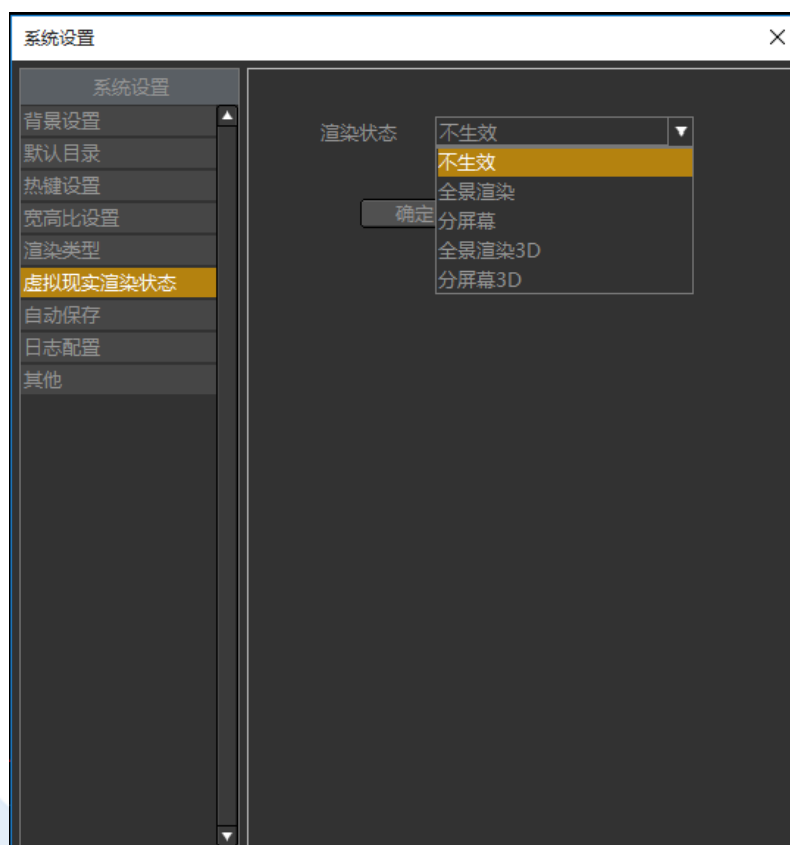 系统设置
系统设置
背景设置
默认目录
热键设置
宽高比设置
渲染类型
虚拟现实渲染状态
自动保存
日志配置
其他
渲染状态
不生效
不生效
全景渲染
分屏幕
全景渲染3D
分屏幕3D
确定